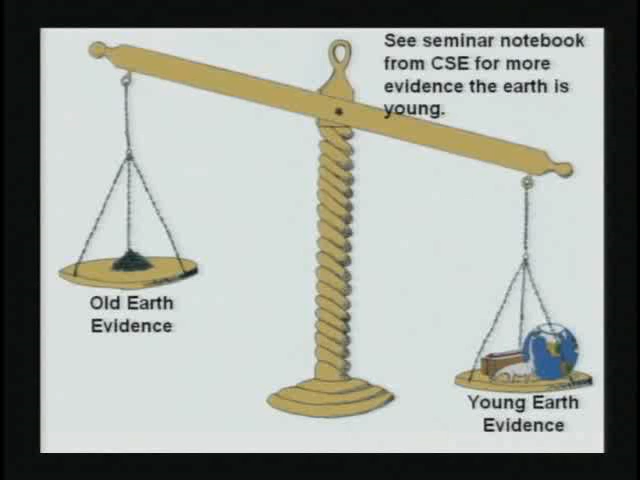 See seminar notebook
from CSE for more
evidence the earth is
young.
Old Earth
Evidence
Young Earth
Evidence